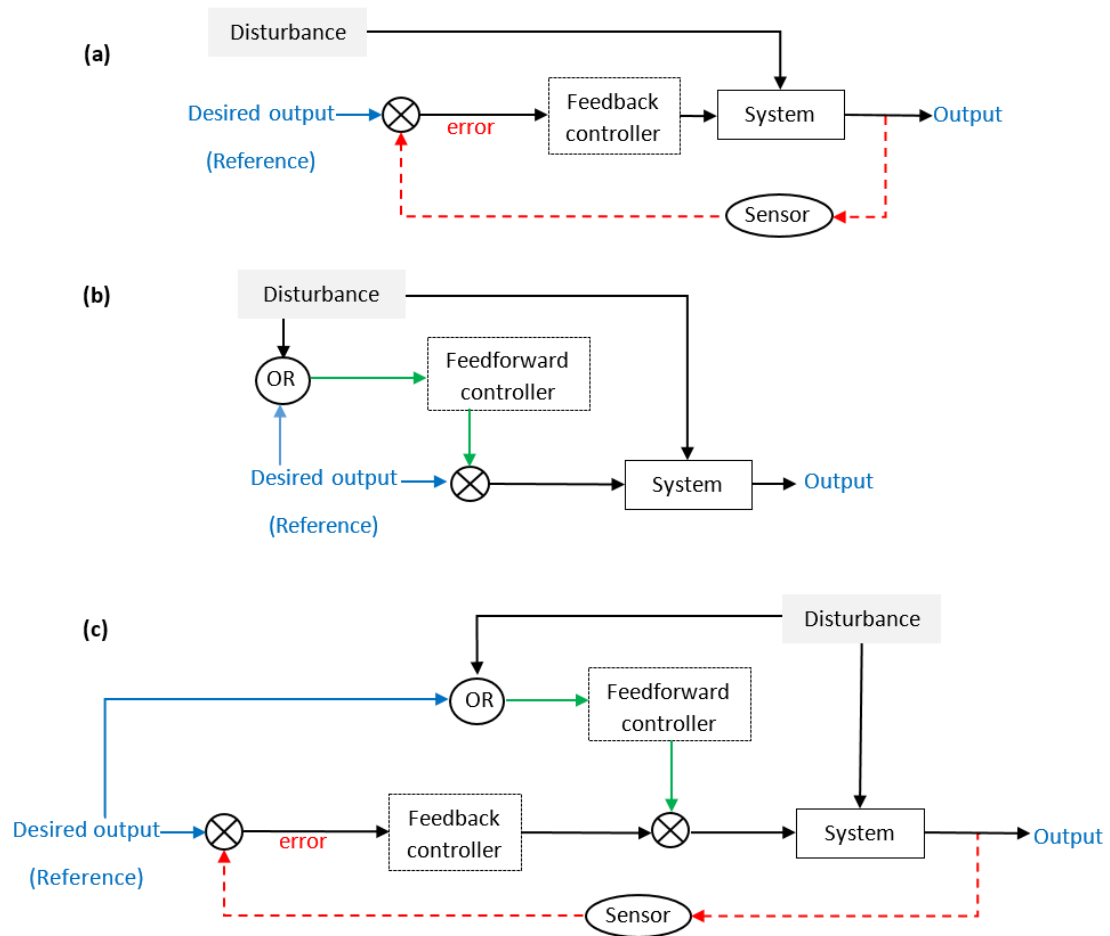 (a)
Disturbance
Desired output
(Reference)
error
Feedback
controller
System
Output
Sensor
(b)
Disturbance
OR
Feedforward
controller
Desired output
(Reference)
System
Output
(c)
Disturbance
OR
Feedforward
controller
Desired output
(Reference)
error
Feedback
controller
System
Output
Sensor